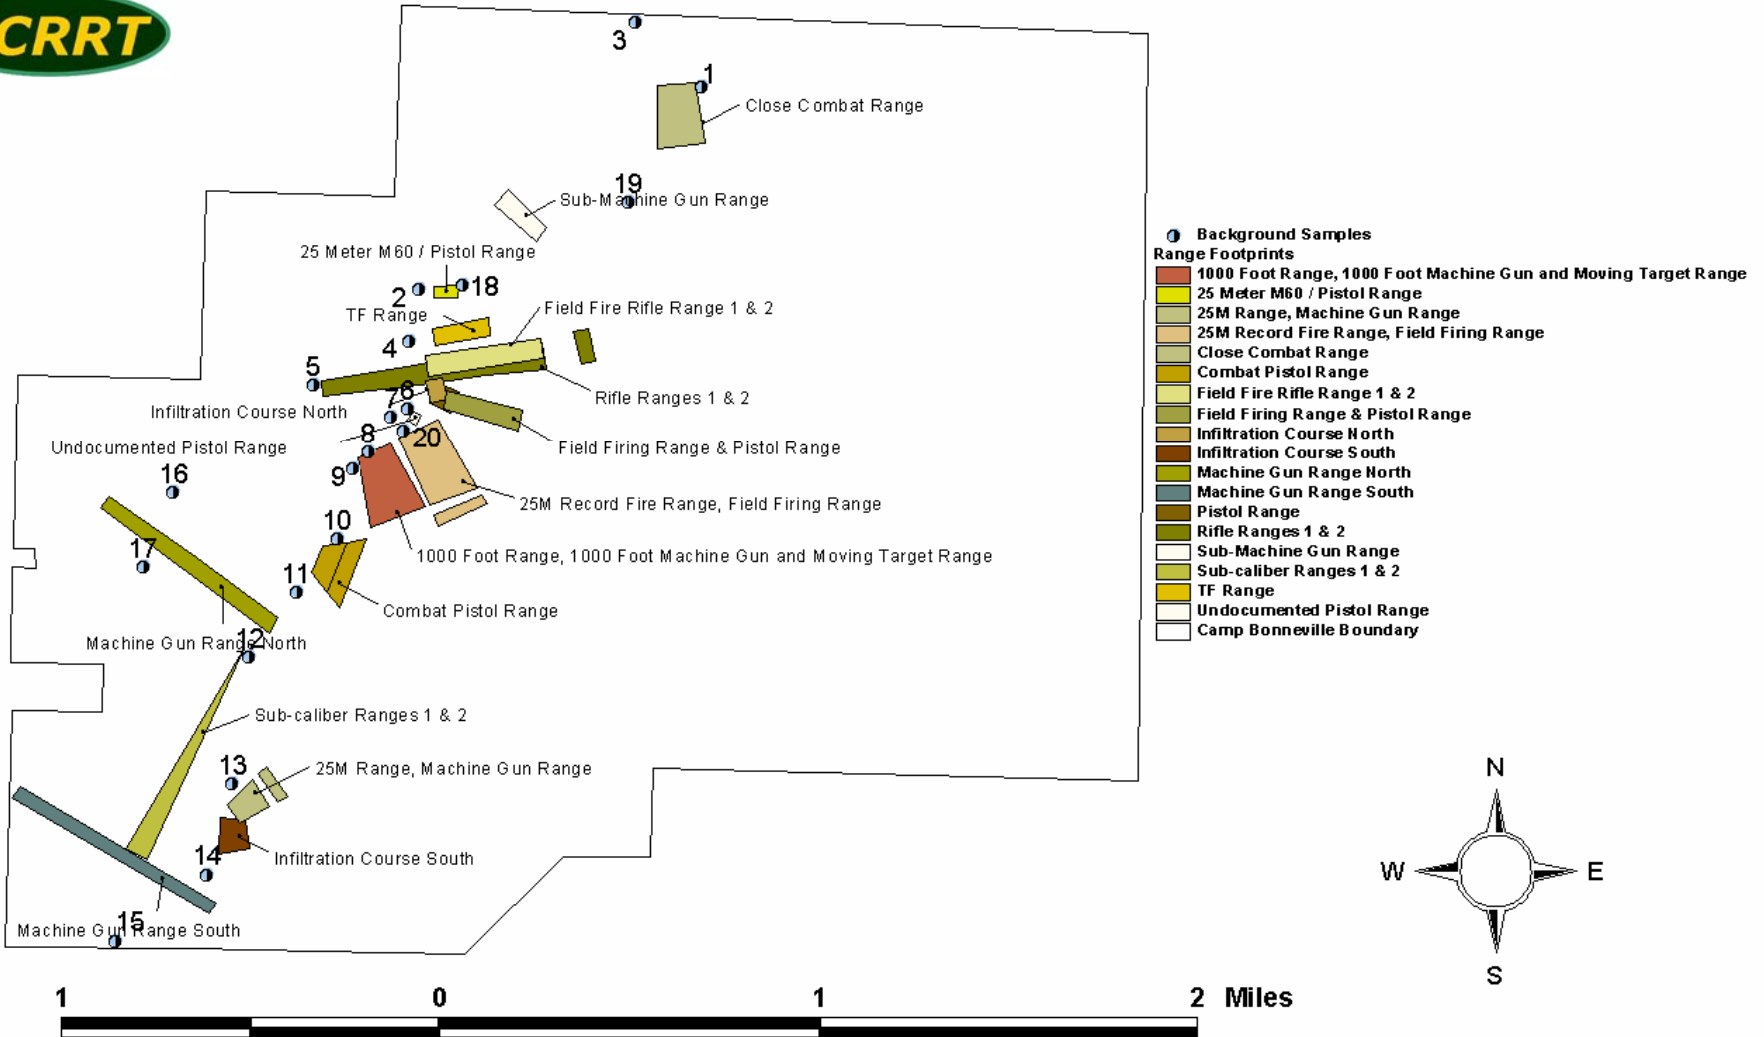 CRRT
3
1
Close Combat Range
19
Sub-Machine Gun Range
25 Meter M60 / Pistol Range
2
18
TF Range
Field Fire Rifle Range 1 & 2
4
5
Rifle Ranges 1 & 2
Infiltration Course North
7
6
Undocumented Pistol Range
8
20
Field Firing Range & Pistol Range
9
16
25M Record Fire Range, Field Firing Range
10
17
1000 Foot Range, 1000 Foot Machine Gun and Moving Target Range
11
Combat Pistol Range
12
Machine Gun Range North
Sub-caliber Ranges 1 & 2
13
25M Range, Machine Gun Range
14
Infiltration Course South
15
Machine Gun Range South
Background Samples
Range Footprints
1000 Foot Range, 1000 Foot Machine Gun and Moving Target Range
25 Meter M60 / Pistol Range
25M Range, Machine Gun Range
25M Record Fire Range, Field Firing Range
Close Combat Range
Combat Pistol Range
Field Fire Rifle Range 1 & 2
Field Firing Range & Pistol Range
Infiltration Course North
Infiltration Course South
Machine Gun Range North
Machine Gun Range South
Pistol Range
Rifle Ranges 1 & 2
Sub-Machine Gun Range
Sub-caliber Ranges 1 & 2
TF Range
Undocumented Pistol Range
Camp Bonneville Boundary
N
W
E
S
1 0 1 2 Miles